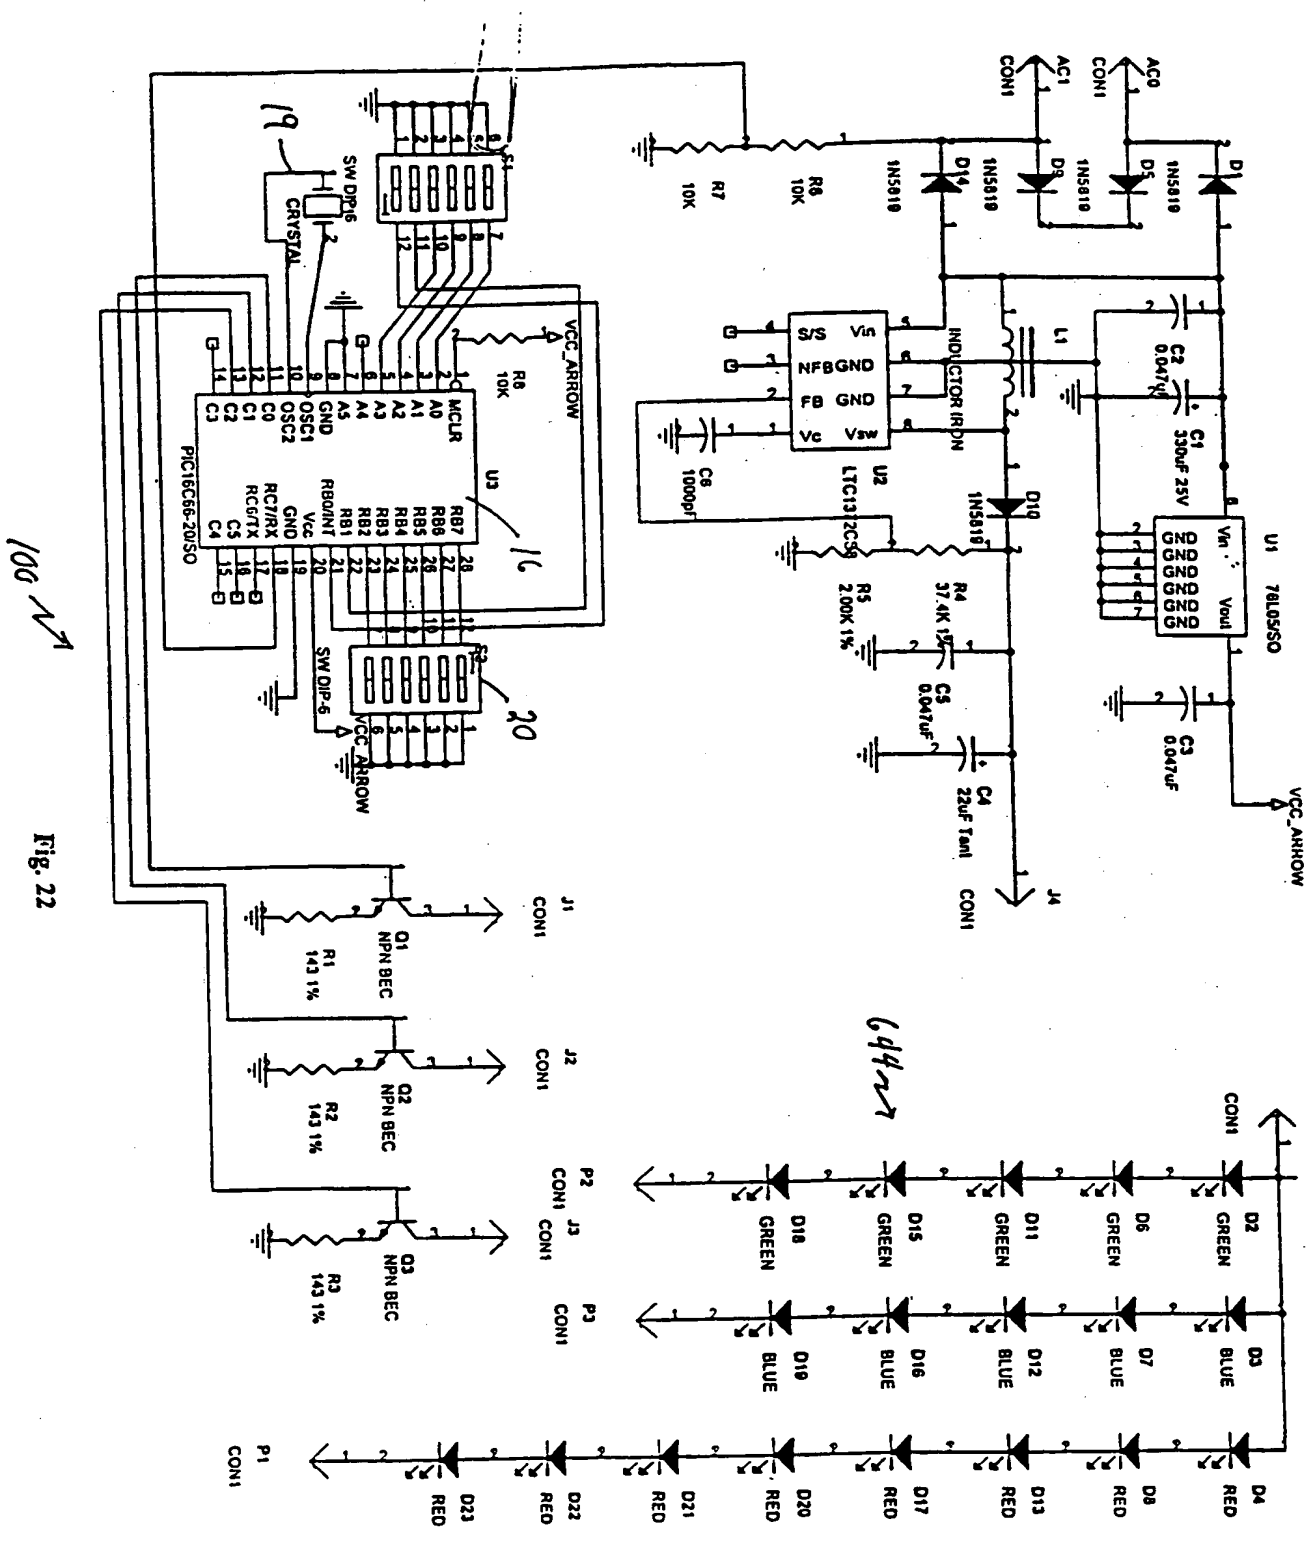 AC0
CON1
AC1
CON1
D1
1N5819
D5
1N5819
D9
1N5819
D14
1N5819
R6
10K
R7
10K
C2
0.047uF
C1
330uF 25V
U1
78L05/SO
Vin
Vout
GND
GND
GND
GND
GND
GND
C3
0.047uF
VCC_ARROW
L1
INDUCTOR IRON
S/S
NFB
FB
Vc
Vin
GND
GND
Vsw
U2
LTC1372CS8
C6
1000pF
D10
1N5819
R4
37.4K 1%
R5
2.00K 1%
C5
0.047uF
C4
22uF Tant
J4
CON1
S1
SW DIP6
CRYSTAL
19
VCC_ARROW
R8
10K
MCLR
A0
A1
A2
A3
A4
A5
GND
OSC1
OSC2
C0
C1
C2
C3
RB7
RB6
RB5
RB4
RB3
RB2
RB1
RB0/INT
Vcc
GND
RC7/RX
RC6/TX
C5
C4
U3
PIC16C66-20/SO
16
SW DIP-6
20
VCC_ARROW
J1
CON1
Q1
NPN BEC
R1
143 1%
J2
CON1
Q2
NPN BEC
R2
143 1%
J3
CON1
Q3
NPN BEC
R3
143 1%
644
CON1
D2
GREEN
D6
GREEN
D11
GREEN
D15
GREEN
D18
GREEN
P2
CON1
D3
BLUE
D7
BLUE
D12
BLUE
D16
BLUE
D19
BLUE
P3
CON1
D4
RED
D8
RED
D13
RED
D17
RED
D20
RED
D21
RED
D22
RED
D23
RED
P1
CON1
100
Fig. 22